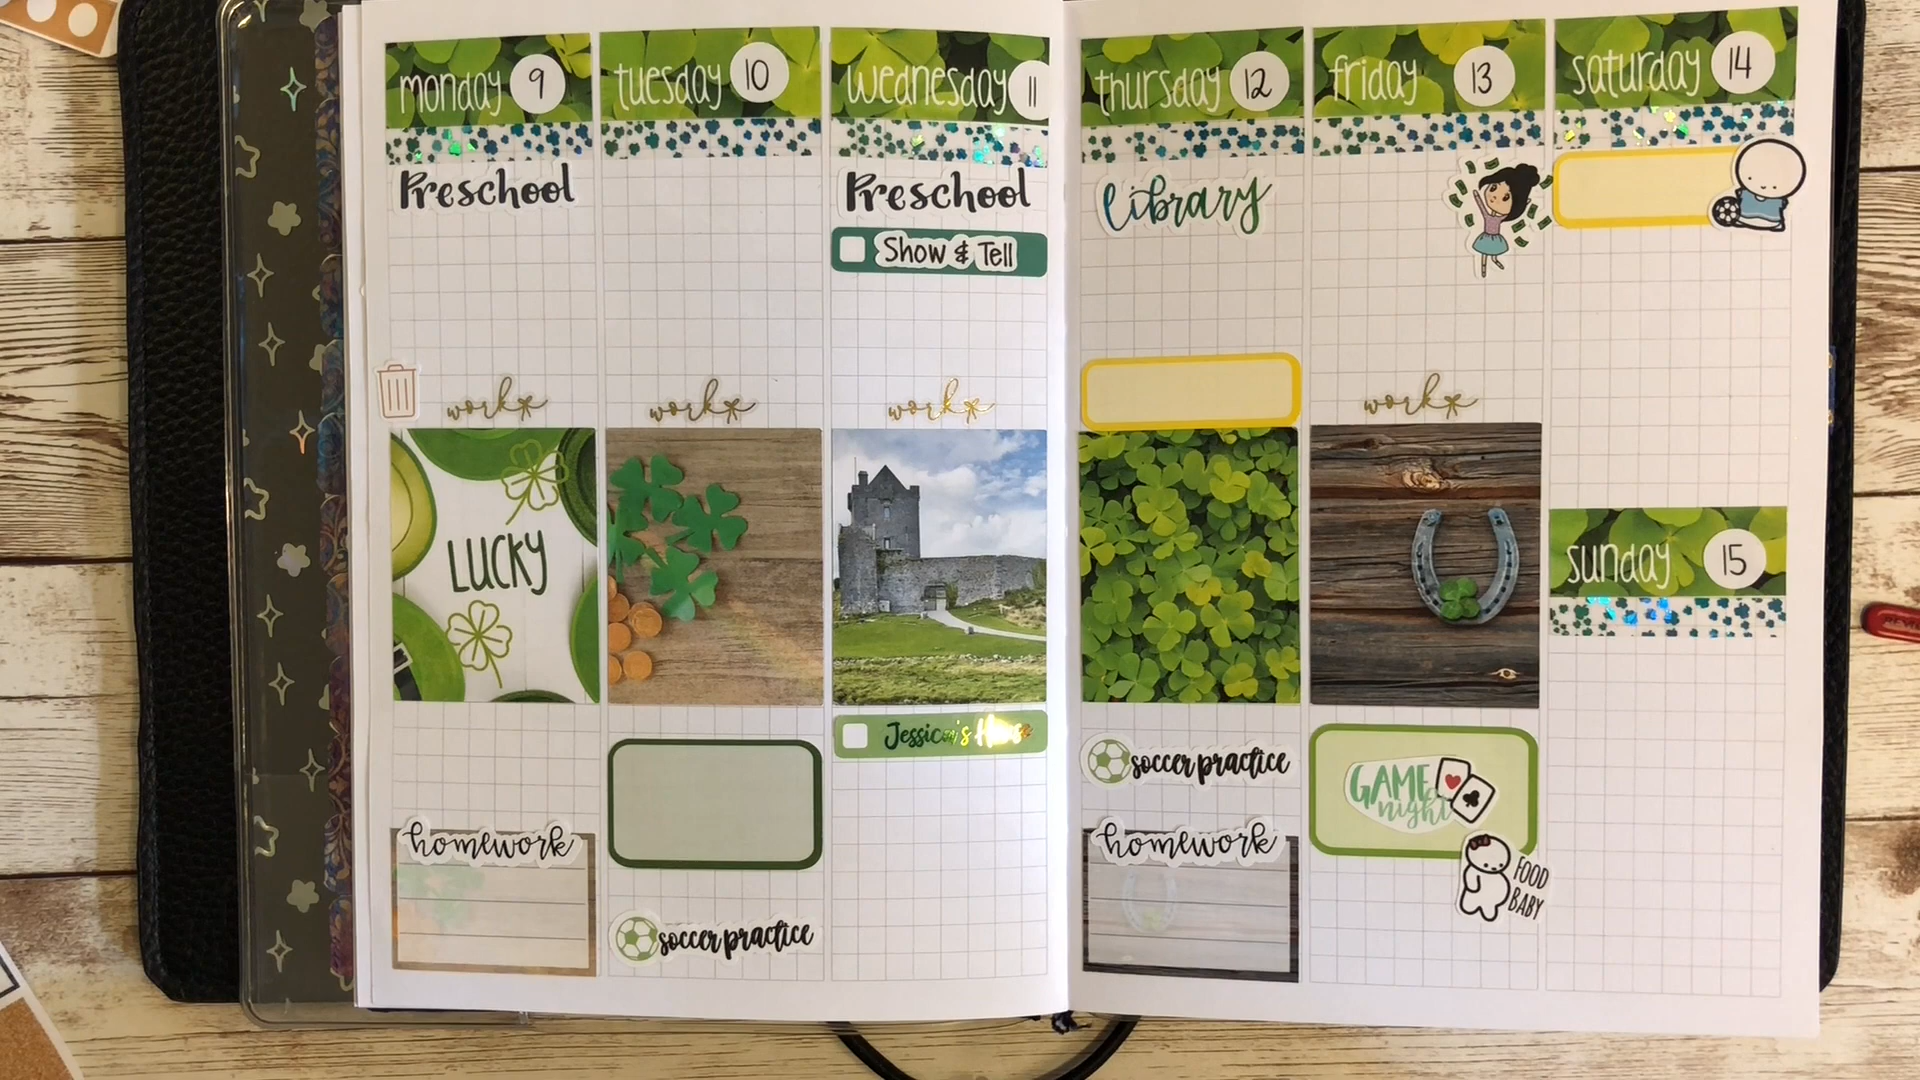 monday 9
Preschool
work
LUCKY
homework
tuesday 10
work
soccer practice
wednesday 11
Preschool
Show & Tell
work
Jessica's House
thursday 12
library
soccer practice
homework
friday 13
work
GAME
night
FOOD
BABY
saturday 14
sunday 15